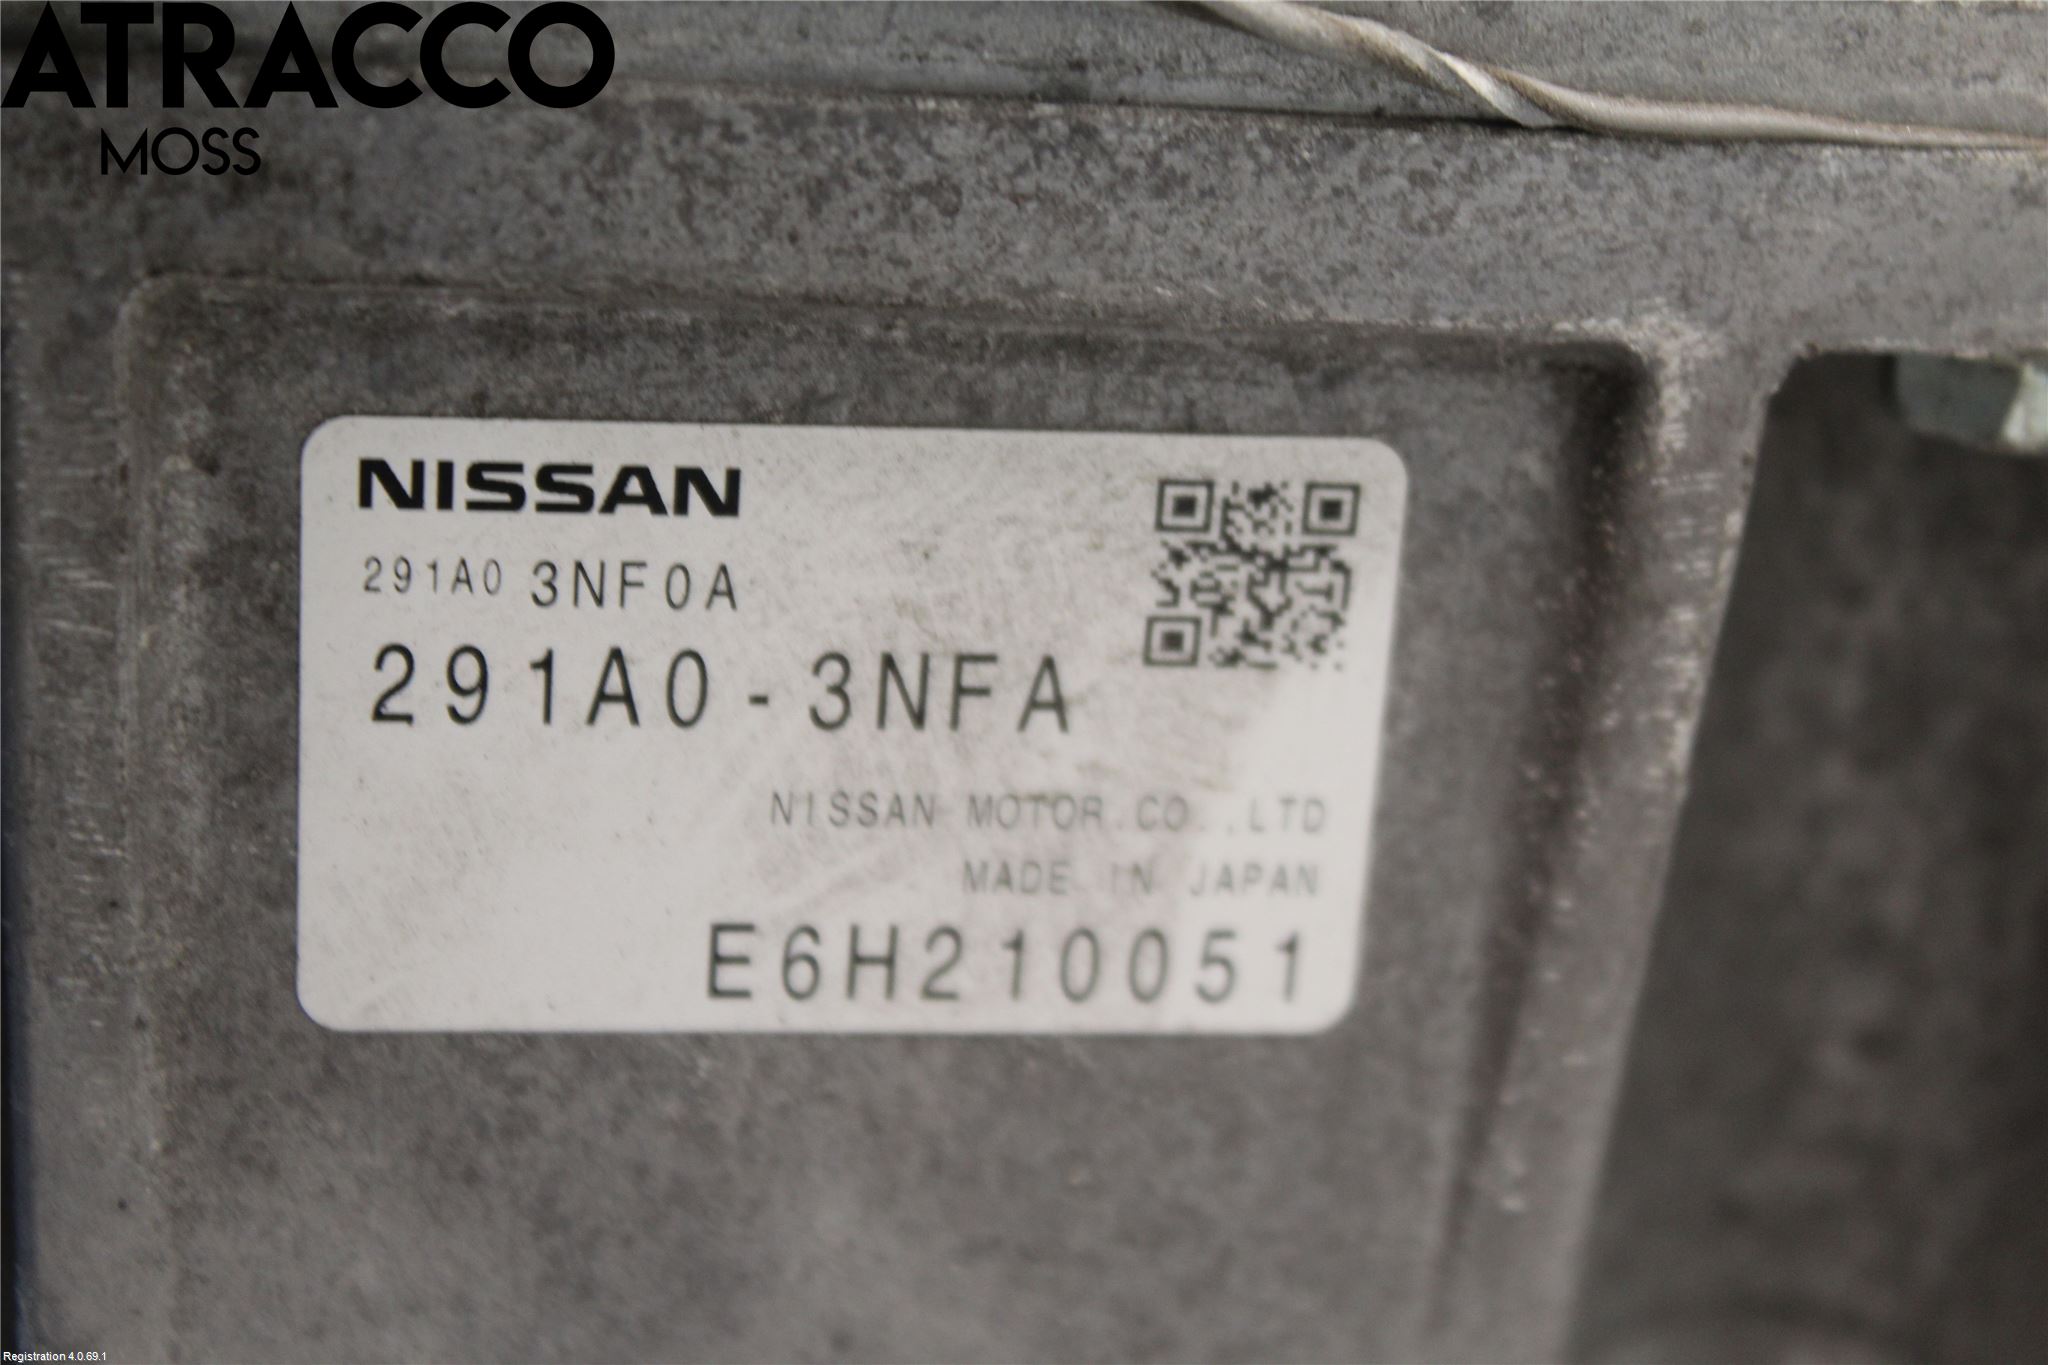 ATRACCO
MOSS
NISSAN
291A0 3NF0A
291A0-3NFA
NISSAN MOTOR CO.,LTD
MADE IN JAPAN
E6H210051
Registration 4.0.69.1